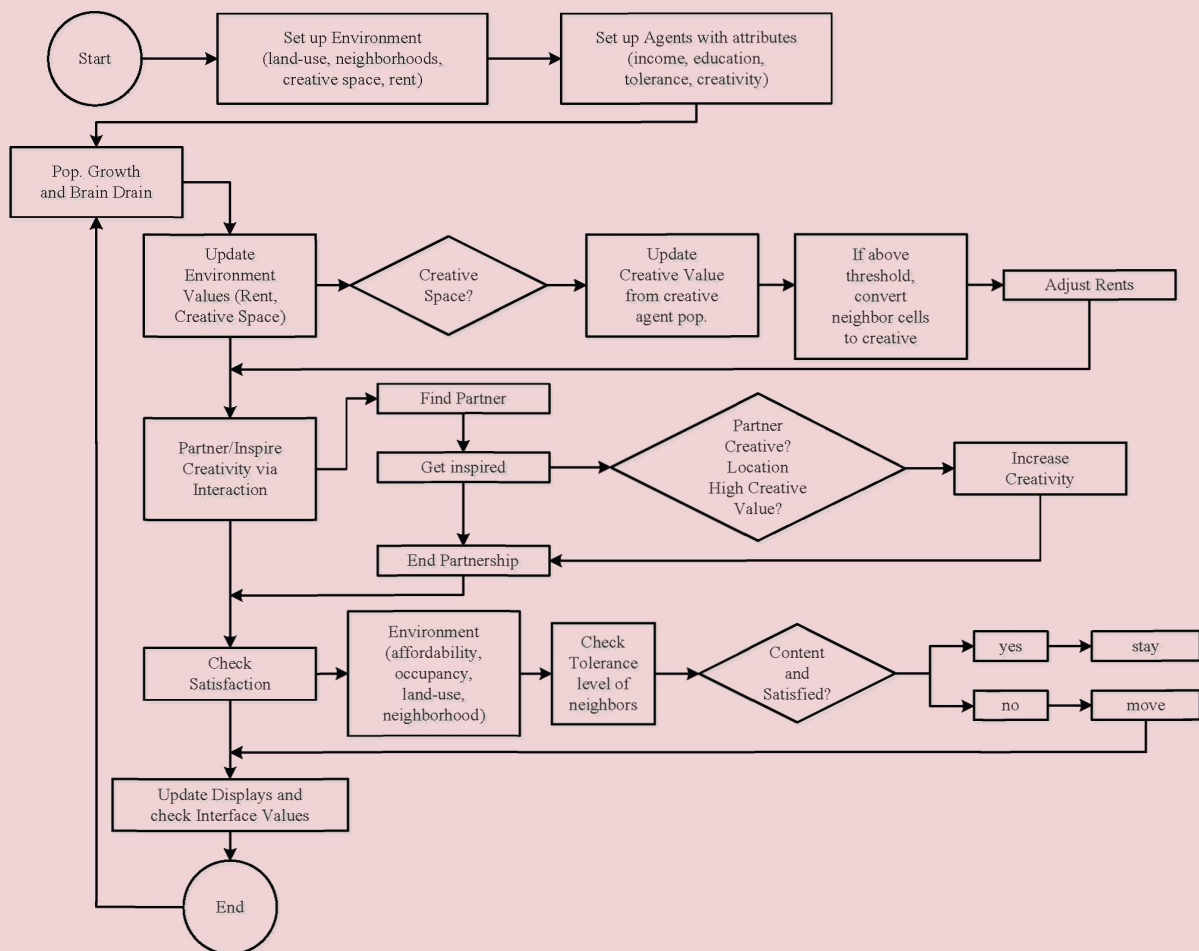 Start
Set up Environment
(land-use, neighborhoods,
creative space, rent)
Set up Agents with attributes
(income, education,
tolerance, creativity)
Pop. Growth
and Brain Drain
Update
Environment
Values (Rent,
Creative Space)
Creative
Space?
Update
Creative Value
from creative
agent pop.
If above
threshold,
convert
neighbor cells
to creative
Adjust Rents
Partner/Inspire
Creativity via
Interaction
Find Partner
Get inspired
End Partnership
Partner
Creative?
Location
High Creative
Value?
Increase
Creativity
Check
Satisfaction
Environment
(affordability,
occupancy,
land-use,
neighborhood)
Check
Tolerance
level of
neighbors
Content
and
Satisfied?
yes
stay
no
move
Update Displays and
check Interface Values
End